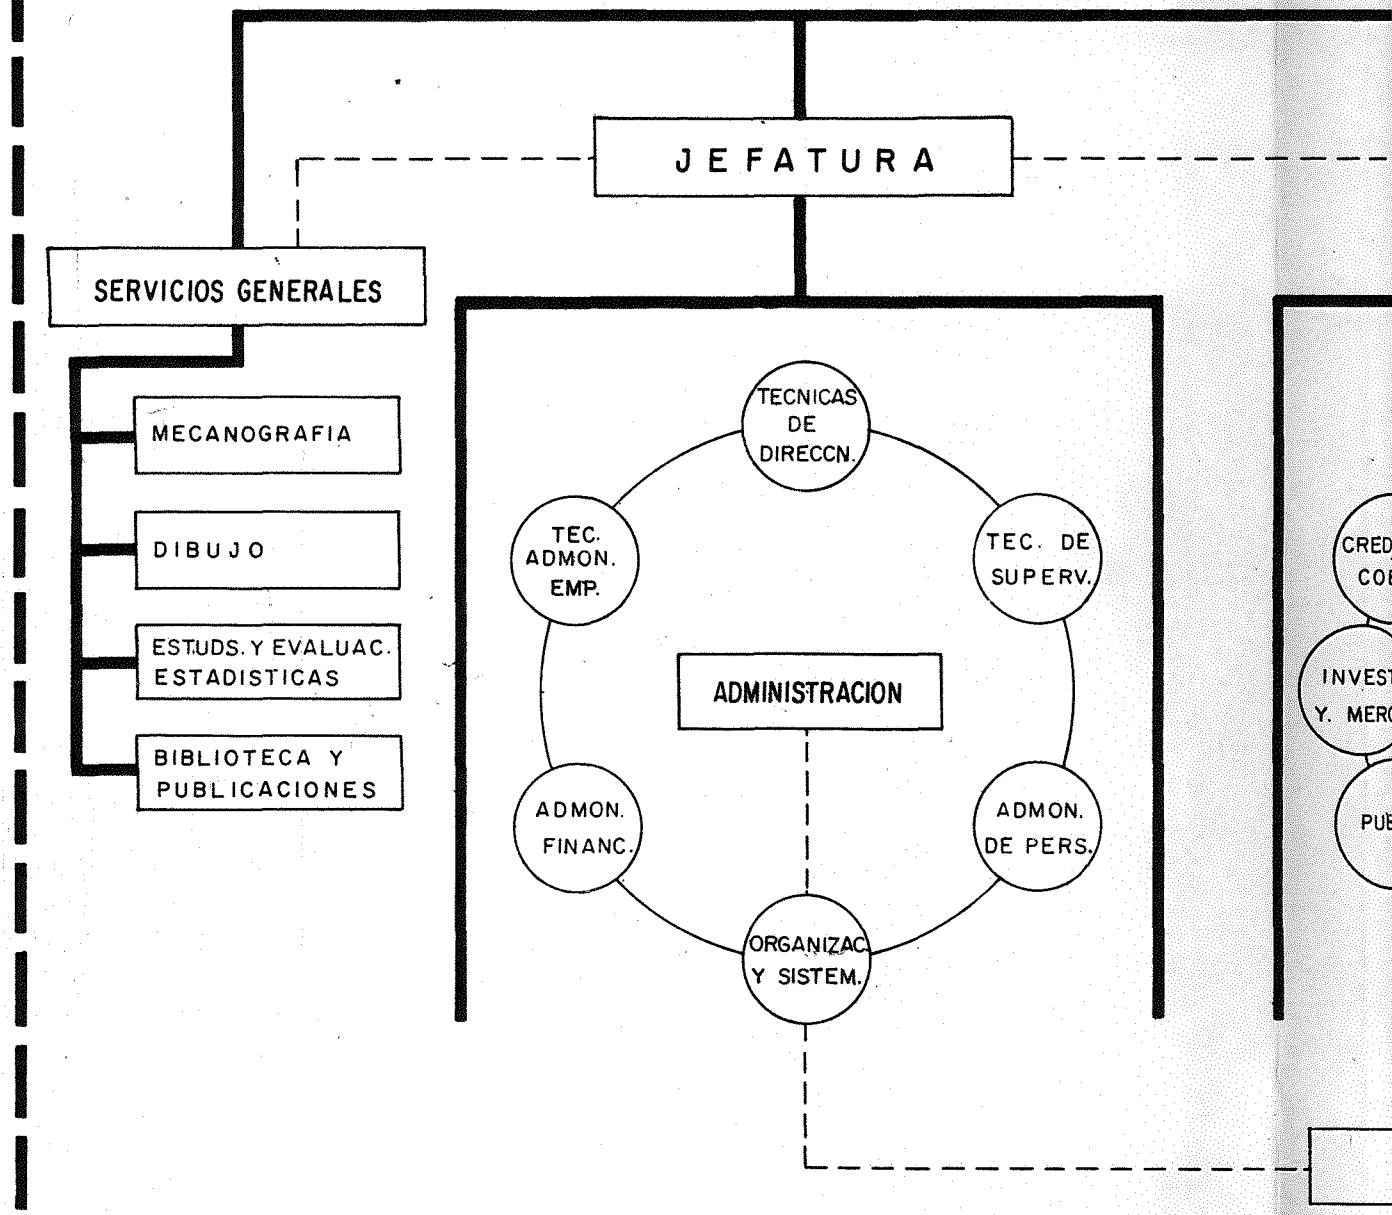 JEFATURA
SERVICIOS GENERALES
MECANOGRAFIA
DIBUJO
ESTUDS. Y EVALUAC.
ESTADISTICAS
BIBLIOTECA Y
PUBLICACIONES
TECNICAS
DE
DIRECCN.
TEC. DE
SUPERV.
ADMON.
DE PERS.
ORGANIZAC.
Y SISTEM.
ADMON.
FINANC.
TEC.
ADMON.
EMP.
ADMINISTRACION
Y.